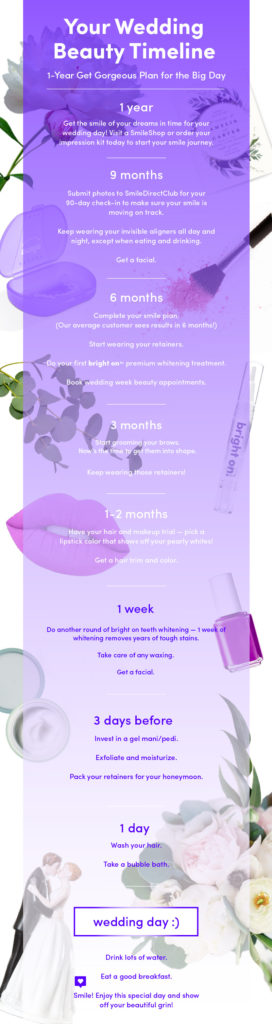 Your Wedding
Beauty Timeline
1-Year Get Gorgeous Plan for the Big Day
1 year
Get the smile of your dreams in time for your
wedding day! Visit a SmileShop or order your
impression kit today to start your smile journey.
9 months
Submit photos to SmileDirectClub for your
90-day check-in to make sure your smile is
moving on track.
Keep wearing your invisible aligners all day and
night, except when eating and drinking.
Get a facial.
6 months
Complete your smile plan.
(Our average customer sees results in 6 months!)
Start wearing your retainers.
Do your first bright on™ premium whitening treatment.
Book wedding week beauty appointments.
3 months
Start grooming your brows.
Now's the time to get them into shape.
Keep wearing those retainers!
bright on
1-2 months
Have your hair and makeup trial — pick a
lipstick color that shows off your pearly whites!
Get a hair trim and color.
1 week
Do another round of bright on teeth whitening — 1 week of
whitening removes years of tough stains.
Take care of any waxing.
Get a facial.
3 days before
Invest in a gel mani/pedi.
Exfoliate and moisturize.
Pack your retainers for your honeymoon.
1 day
Wash your hair.
Take a bubble bath.
wedding day :)
Drink lots of water.
Eat a good breakfast.
Smile! Enjoy this special day and show
off your beautiful grin!